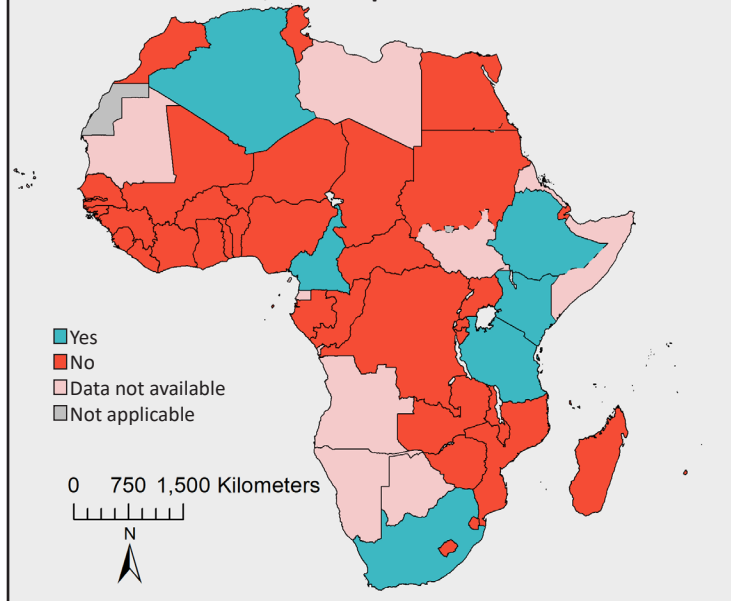 Yes
No
Data not available
Not applicable
0 750 1,500 Kilometers
N